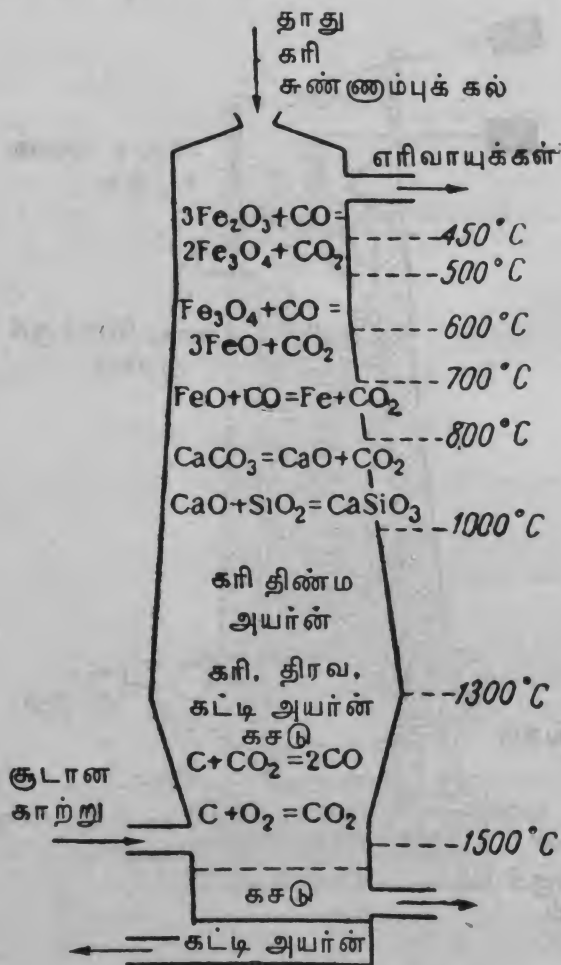 தாது
கரி
சுண்ணாம்புக் கல்
எரிவாயுக்கள்
3Fe₂O₃+CO=
450°C
2Fe₃O₄+CO₂
500°C
Fe₃O₄+CO=
600°C
3FeO+CO₂
700°C
FeO+CO=Fe+CO₂
800°C
CaCO₃=CaO+CO₂
CaO+SiO₂=CaSiO₃
1000°C
கரி திண்ம
அயர்ன்
கரி. திரவ.
1300°C
கட்டி அயர்ன்
கசடு
C+CO₂=2CO
சூடான
காற்று
C+O₂=CO₂
1500°C
கசடு
கட்டி அயர்ன்